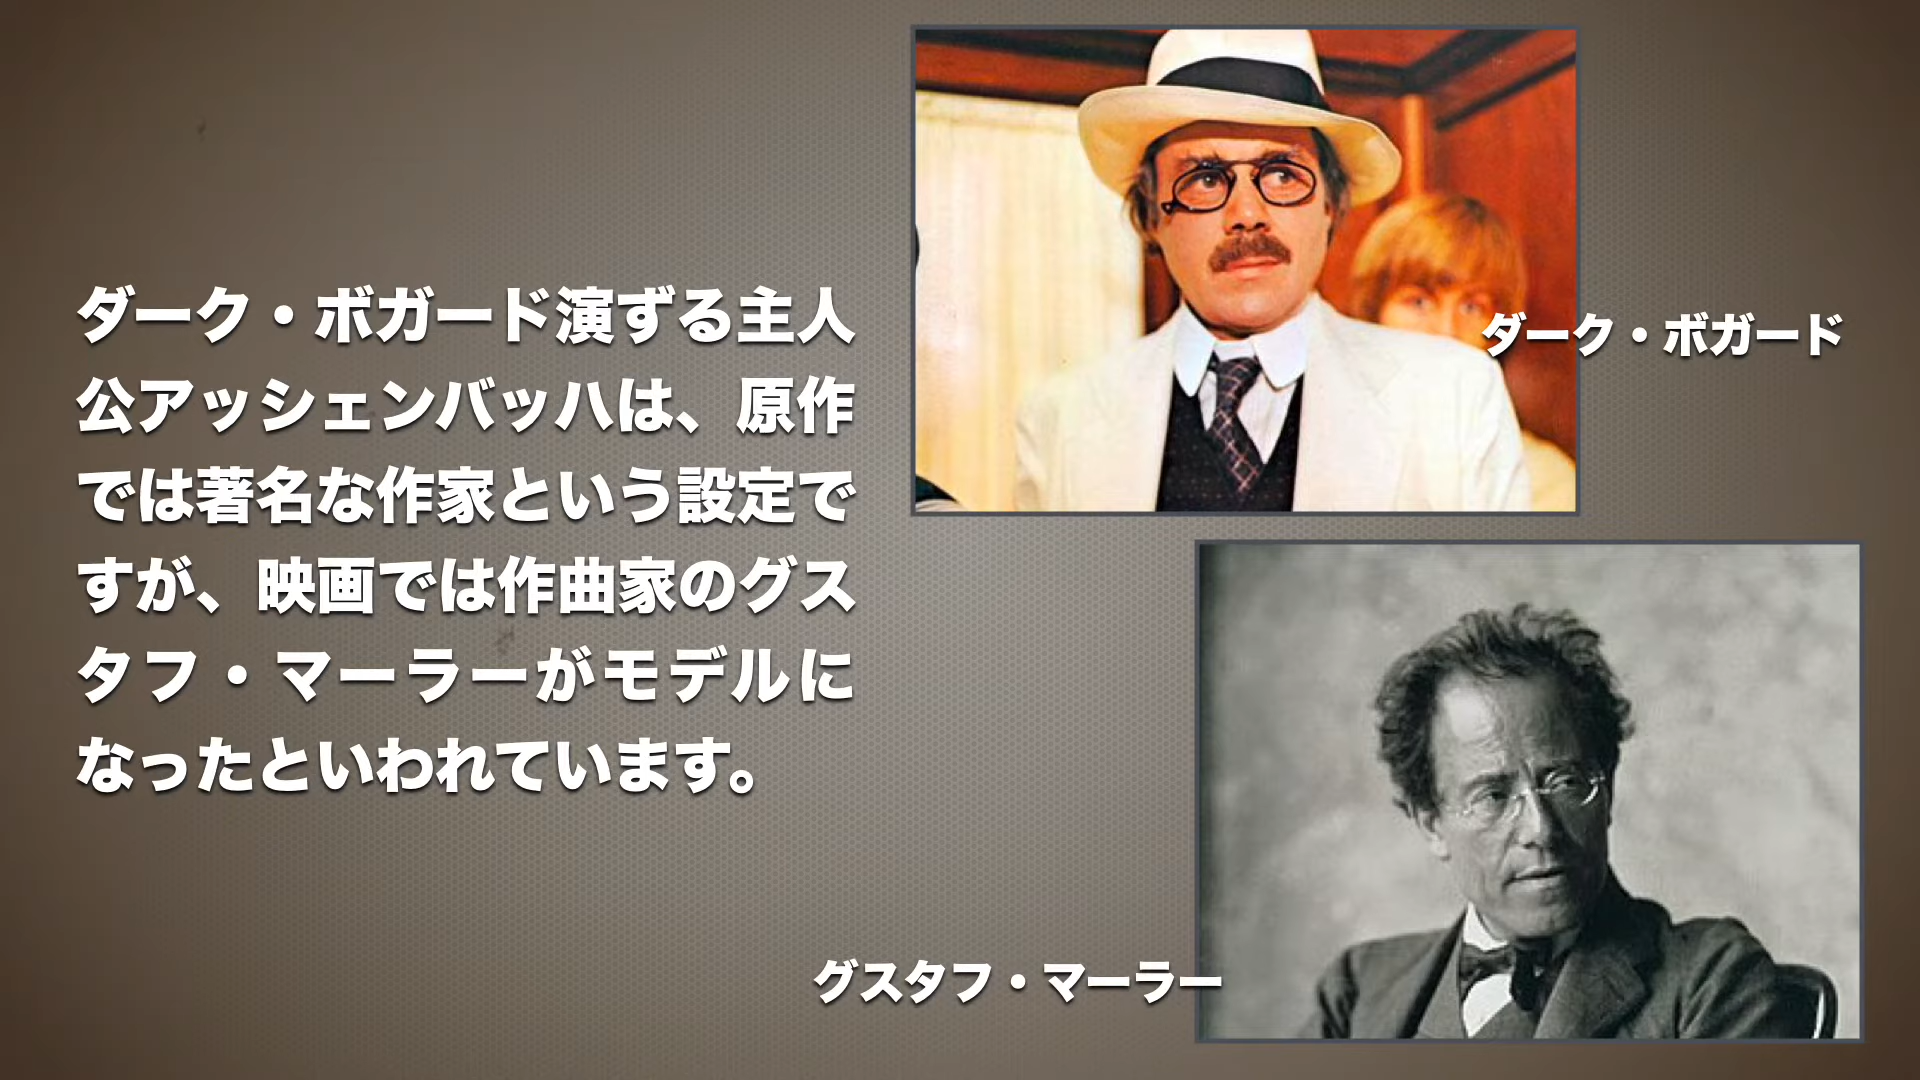 ダーク・ボガード演ずる主人
公アッシェンバッハは、原作
では著名な作家という設定で
すが、映画では作曲家のグス
タフ・マーラーがモデルに
なったといわれています。
ダーク・ボガード
グスタフ・マーラー